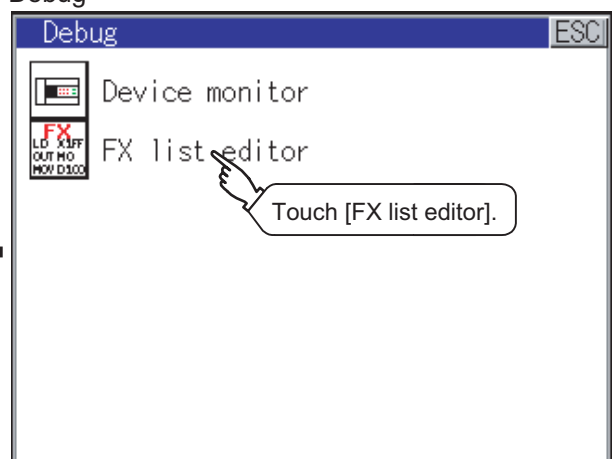 Debug
Debug ESC
Device monitor
FX
LD X1FF
OUT M0
MOV D100
FX list editor
Touch [FX list editor].